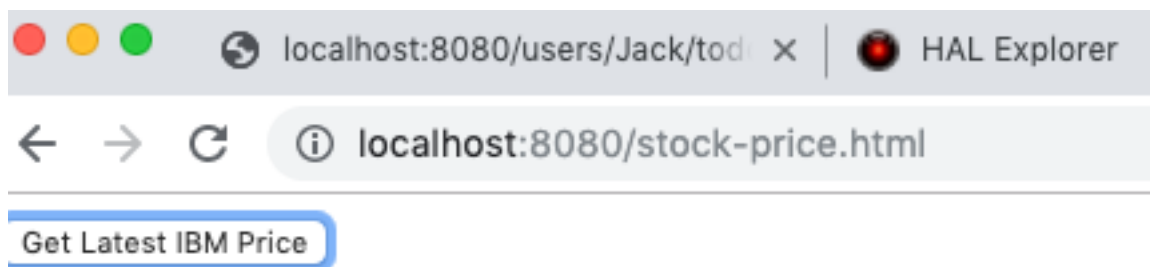 localhost:8080/users/Jack/tod HAL Explorer
localhost:8080/stock-price.html
Get Latest IBM Price